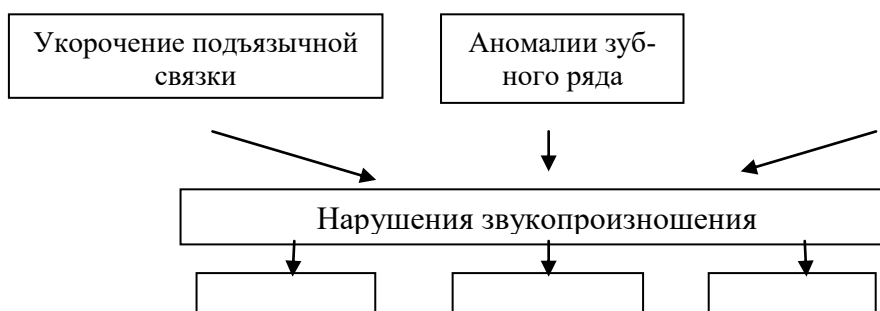 Укорочение подъязычной
связки
Аномалии зуб-
ного ряда
Нарушения звукопроизношения